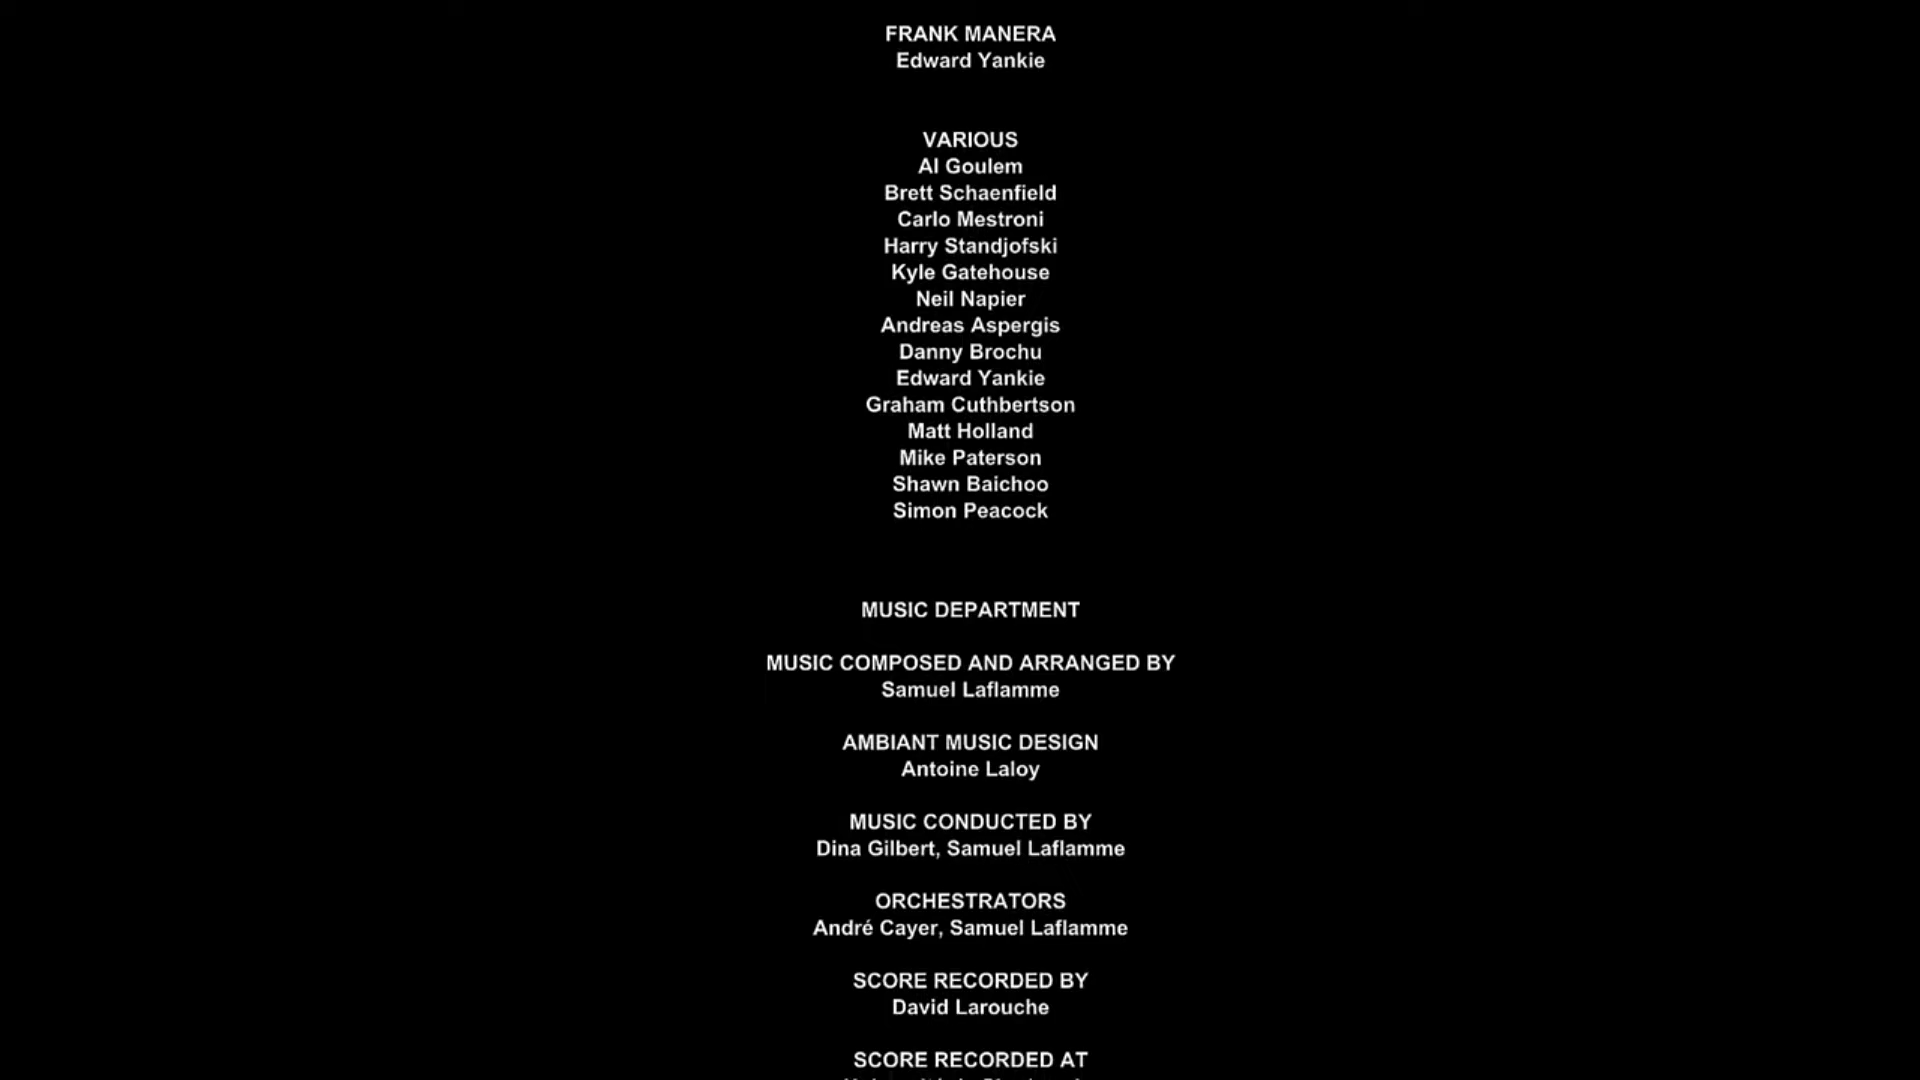 FRANK MANERA
Edward Yankie
VARIOUS
Al Goulem
Brett Schaenfield
Carlo Mestroni
Harry Standjofski
Kyle Gatehouse
Neil Napier
Andreas Aspergis
Danny Brochu
Edward Yankie
Graham Cuthbertson
Matt Holland
Mike Paterson
Shawn Baichoo
Simon Peacock
MUSIC DEPARTMENT
MUSIC COMPOSED AND ARRANGED BY
Samuel Laflamme
AMBIANT MUSIC DESIGN
Antoine Laloy
MUSIC CONDUCTED BY
Dina Gilbert, Samuel Laflamme
ORCHESTRATORS
André Cayer, Samuel Laflamme
SCORE RECORDED BY
David Larouche
SCORE RECORDED AT